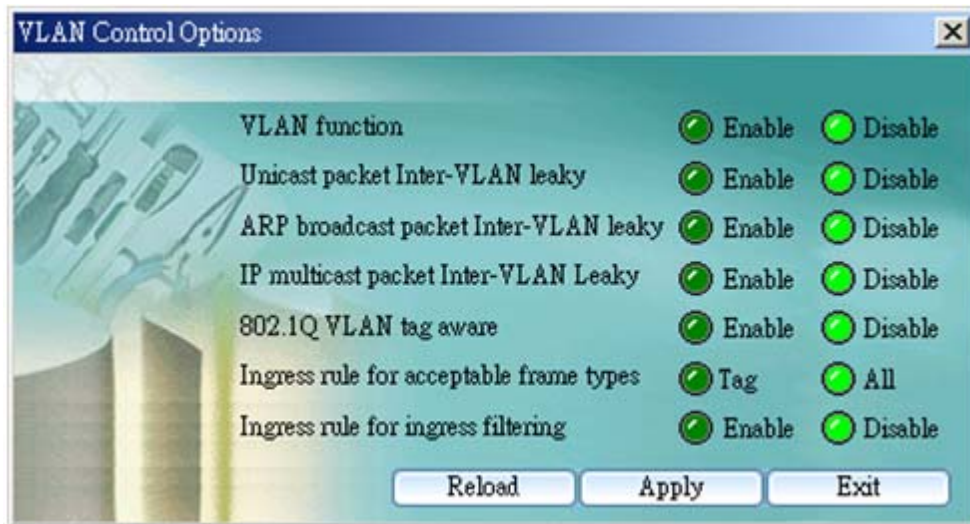 VLAN Control Options
VLAN function Enable Disable
Unicast packet Inter-VLAN leaky Enable Disable
ARP broadcast packet Inter-VLAN leaky Enable Disable
IP multicast packet Inter-VLAN Leaky Enable Disable
802.1Q VLAN tag aware Enable Disable
Ingress rule for acceptable frame types Tag All
Ingress rule for ingress filtering Enable Disable
Reload Apply Exit